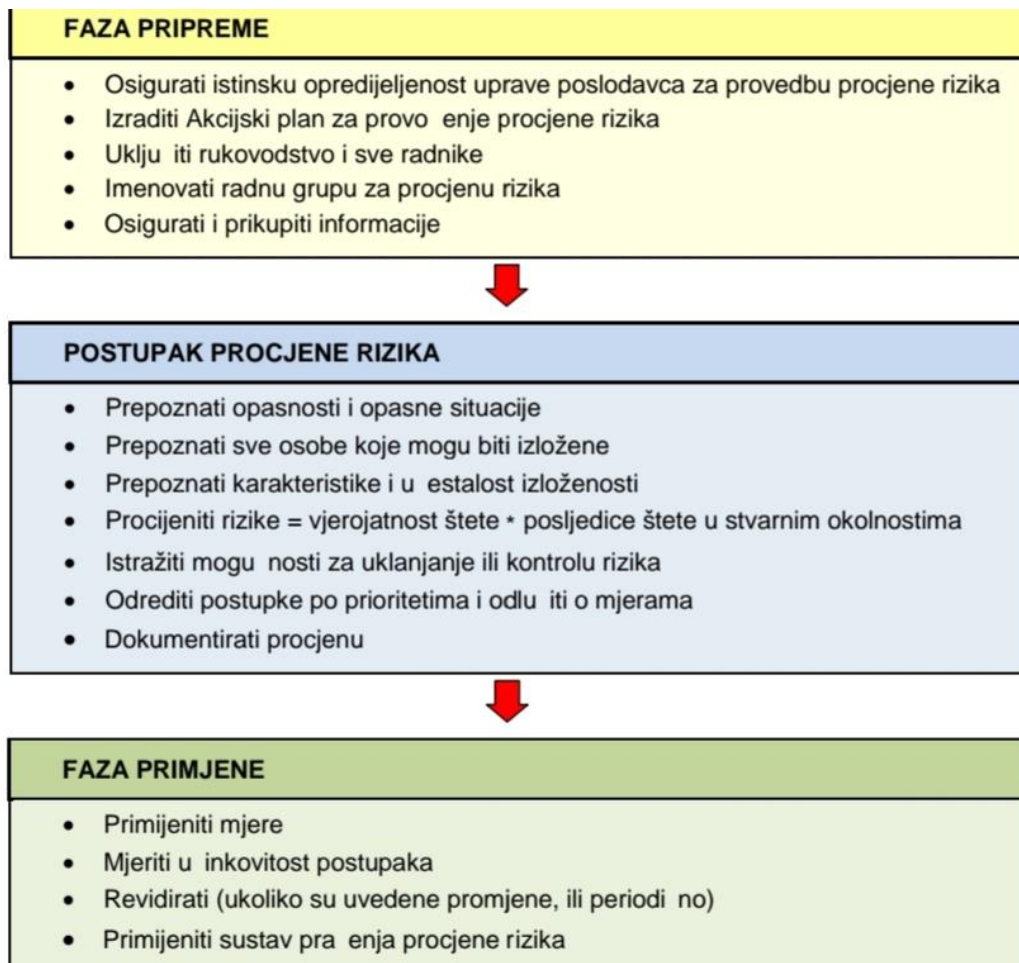 FAZA PRIPREME
• Osigurati istinsku opredijeljenost uprave poslodavca za provedbu procjene rizika
• Izraditi Akcijski plan za provo enje procjene rizika
• Uklju iti rukovodstvo i sve radnike
• Imenovati radnu grupu za procjenu rizika
• Osigurati i prikupiti informacije
POSTUPAK PROCJENE RIZIKA
• Prepoznati opasnosti i opasne situacije
• Prepoznati sve osobe koje mogu biti izložene
• Prepoznati karakteristike i u estalost izloženosti
• Procijeniti rizike = vjerojatnost štete * posljedice štete u stvarnim okolnostima
• Istražiti mogu nosti za uklanjanje ili kontrolu rizika
• Odrediti postupke po prioritetima i odlu iti o mjerama
• Dokumentirati procjenu
FAZA PRIMJENE
• Primijeniti mjere
• Mjeriti u inkovitost postupaka
• Revidirati (ukoliko su uvedene promjene, ili periodi no)
• Primijeniti sustav pra enja procjene rizika